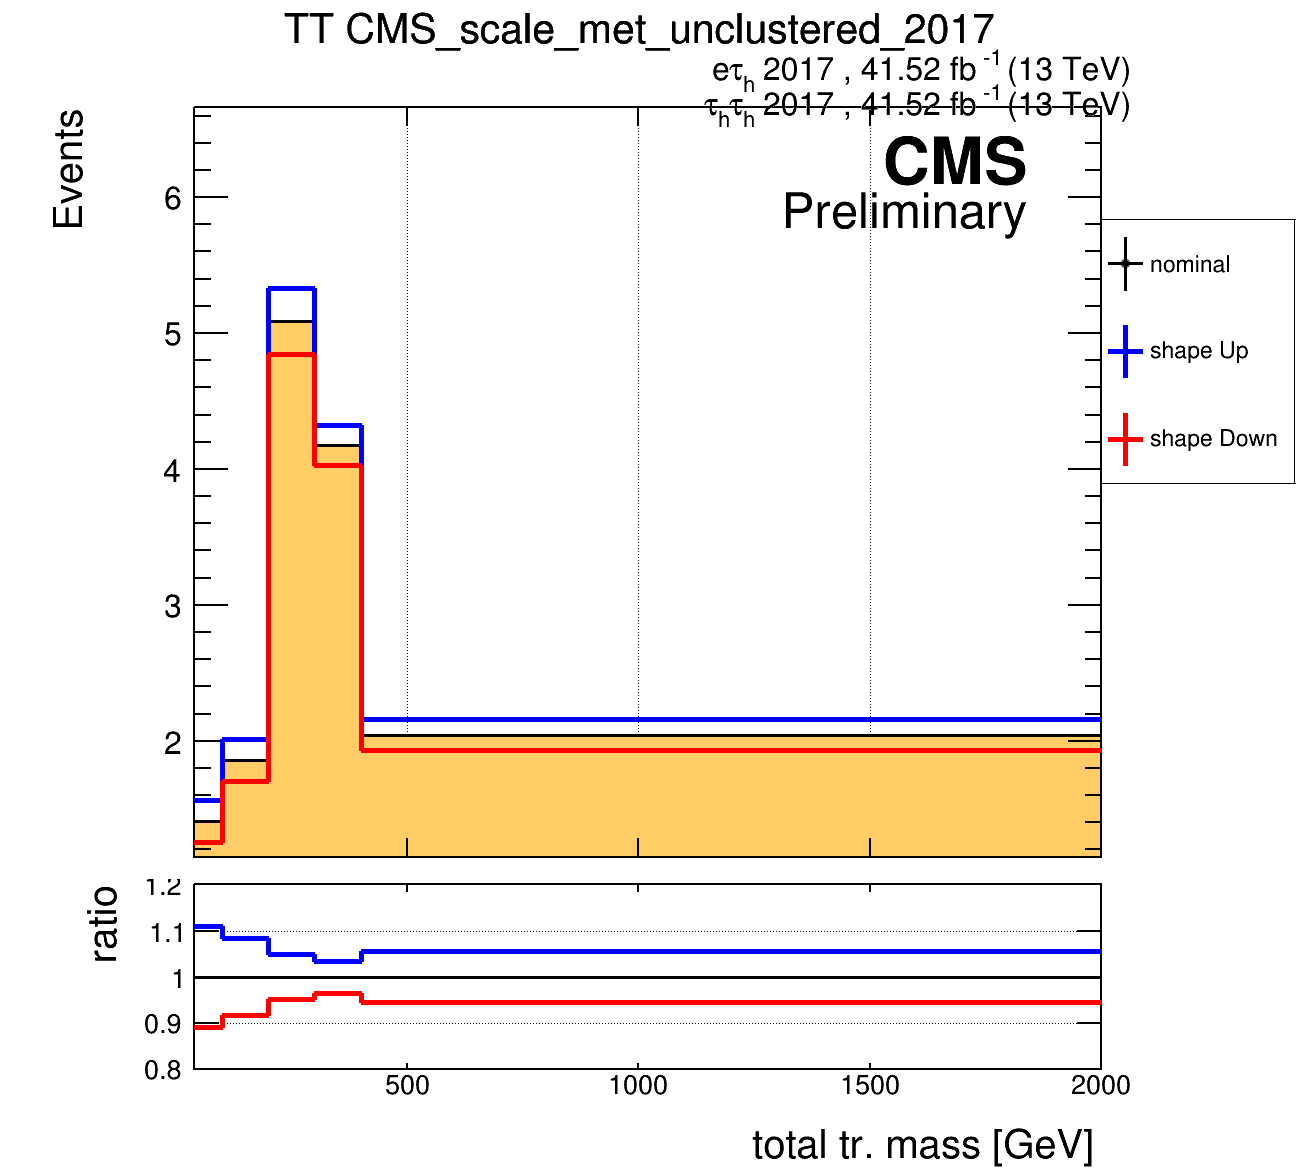 TT CMS_scale_met_unclustered_2017
eτh 2017 , 41.52 fb -1 (13 TeV)
τhτh 2017 , 41.52 fb -1 (13 TeV)
CMS
Preliminary
Events
6
5
4
3
2
nominal
shape Up
shape Down
ratio
1.2
1.1
1
0.9
0.8
500 1000 1500 2000
total tr. mass [GeV]